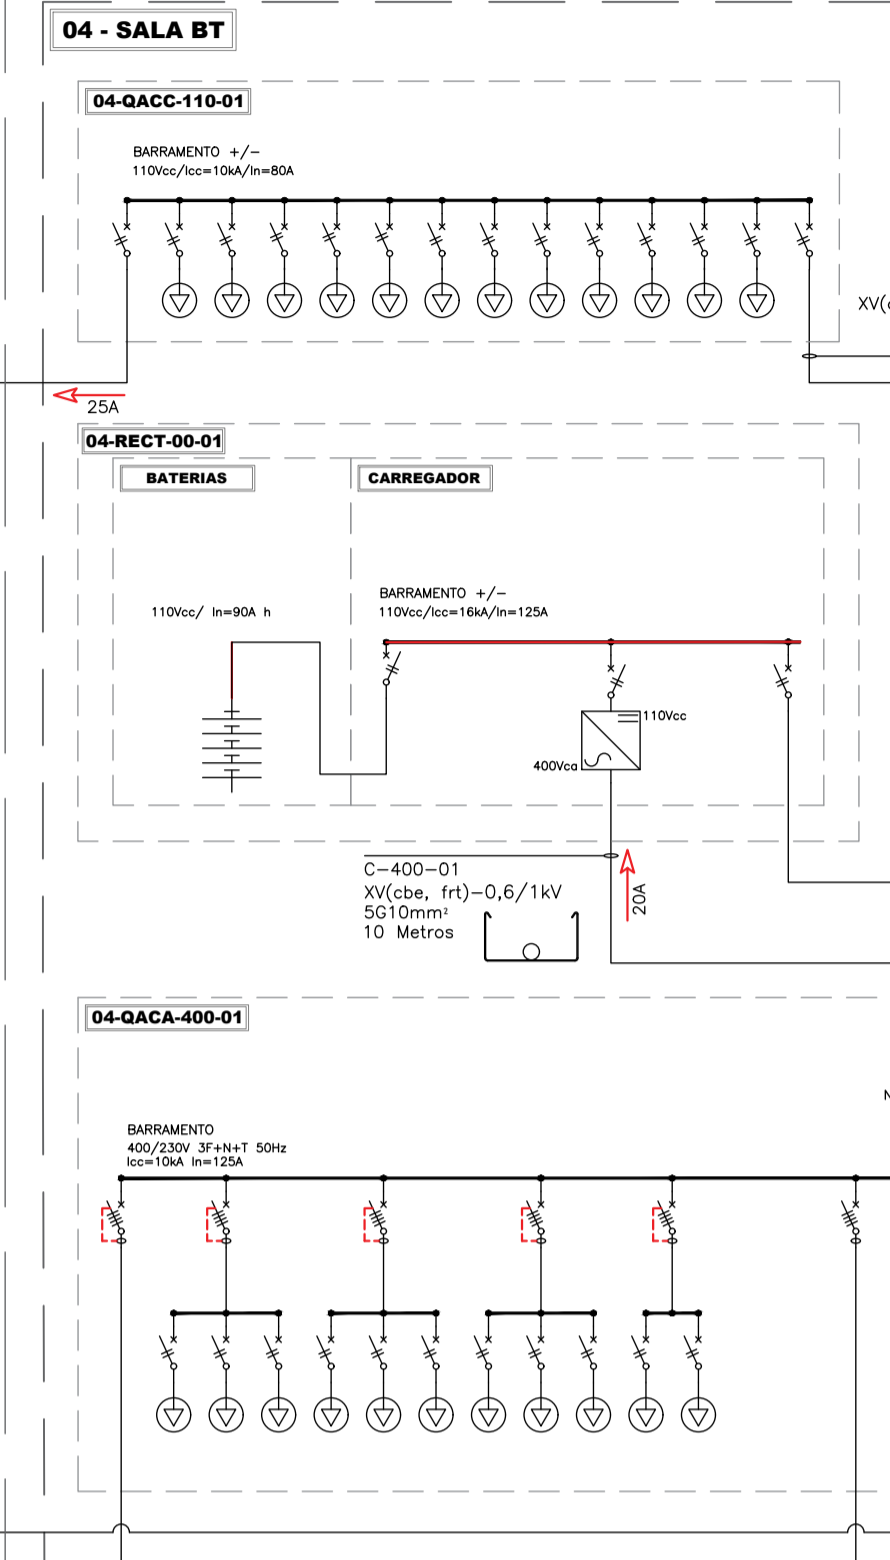 04 - SALA BT
04-QACC-110-01
BARRAMENTO +/-
110Vcc/Icc=10kA/In=80A
XV(c
25A
04-RECT-00-01
BATERIAS
CARREGADOR
BARRAMENTO +/-
110Vcc/Icc=16kA/In=125A
110Vcc/ In=90A h
110Vcc
400Vca
C-400-01
XV(cbe, frt)-0,6/1kV
5G10mm²
10 Metros
20A
04-QACA-400-01
N
BARRAMENTO
400/230V 3F+N+T 50Hz
Icc=10kA In=125A